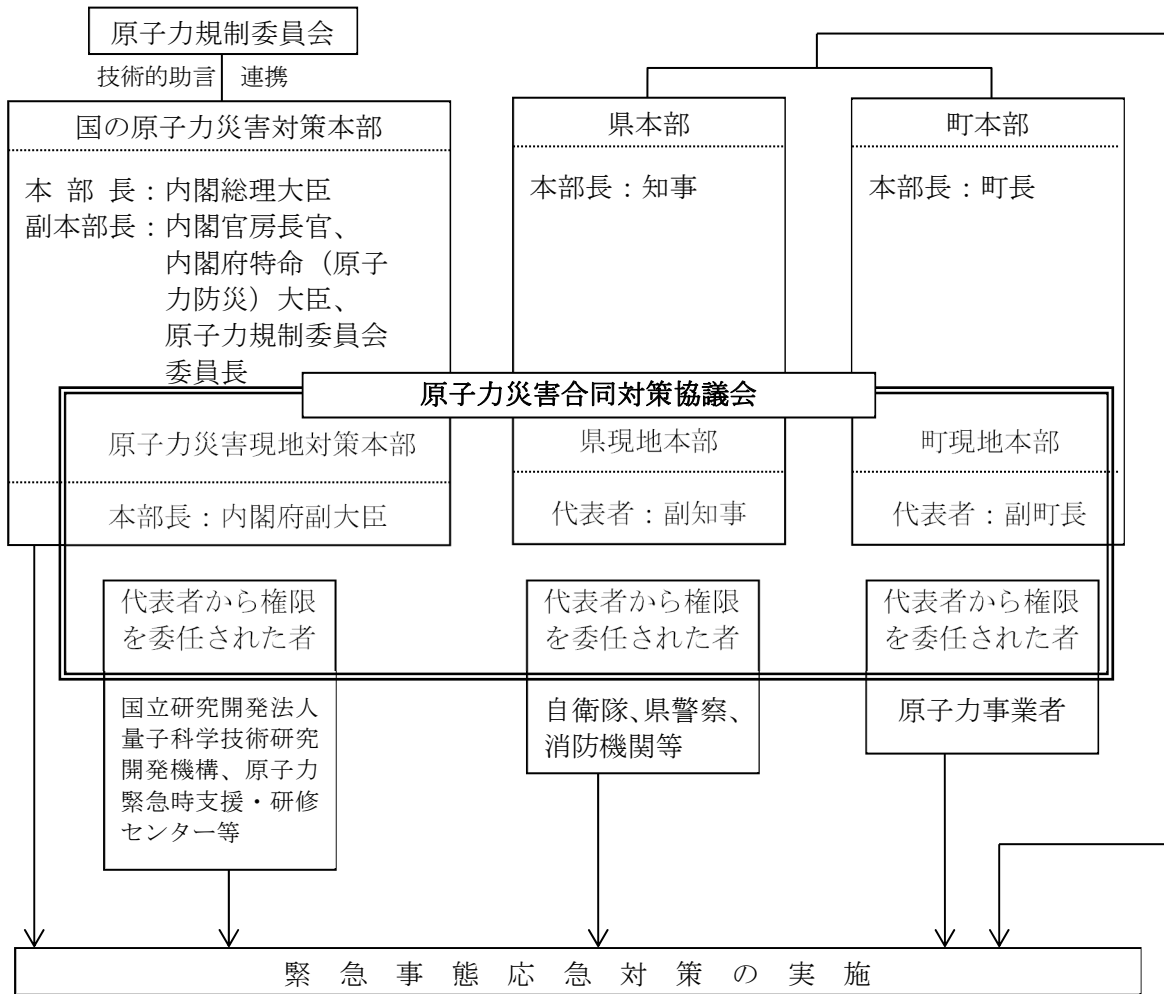 原子力規制委員会
技術的助言 連携
国の原子力災害対策本部
本部長：内閣総理大臣
副本部長：内閣官房長官、
内閣府特命（原子
力防災）大臣、
原子力規制委員会
委員長
県本部
本部長：知事
町本部
本部長：町長
原子力災害合同対策協議会
原子力災害現地対策本部
本部長：内閣府副大臣
県現地本部
代表者：副知事
町現地本部
代表者：副町長
代表者から権限
を委任された者
国立研究開発法人
量子科学技術研究
開発機構、原子力
緊急時支援・研修
センター等
代表者から権限
を委任された者
自衛隊、県警察、
消防機関等
代表者から権限
を委任された者
原子力事業者
緊急事態応急対策の実施